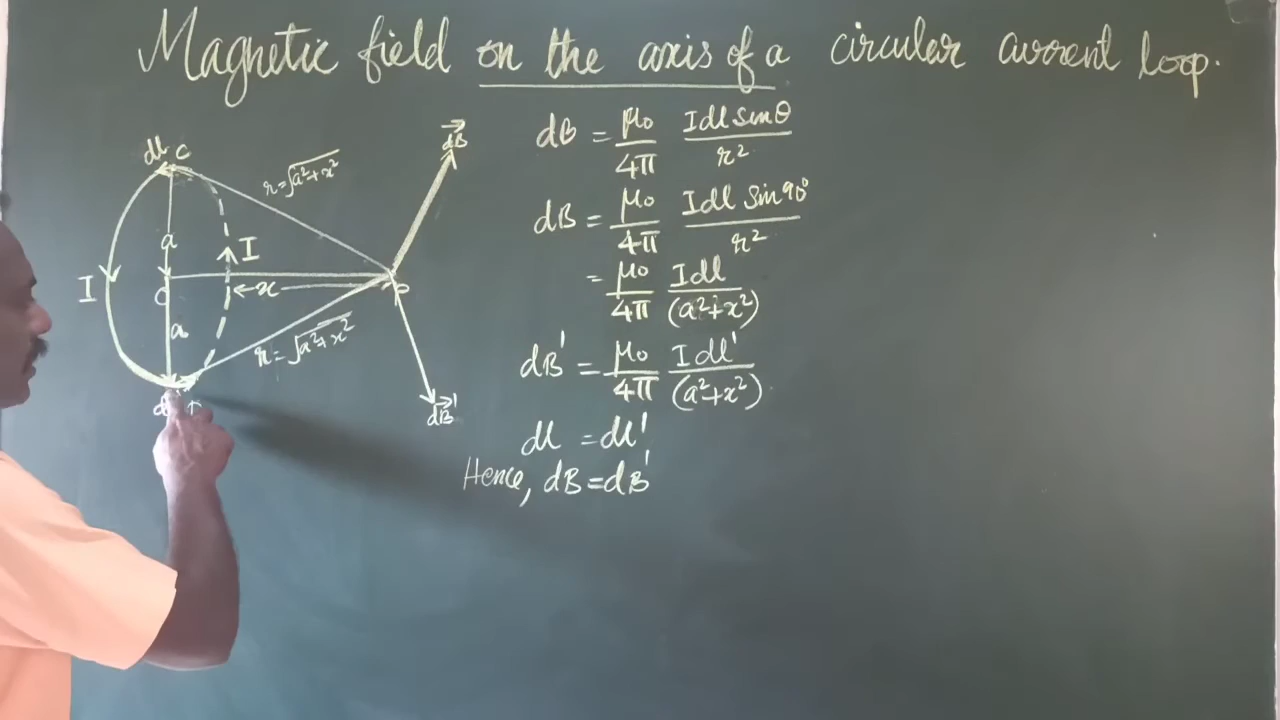 Magnetic field on the axis of a circular current loop.
dl C
r=√a²+x²
dB⃗
a
I
I
O
x
P
a
r=√a²+x²
dB⃗'
dB = μ₀/4π Idl sinθ/r²
dB = μ₀/4π Idl sin90°/r²
= μ₀/4π Idl/(a²+x²)
dB' = μ₀/4π Idl'/(a²+x²)
dl = dl'
Hence, dB = dB'